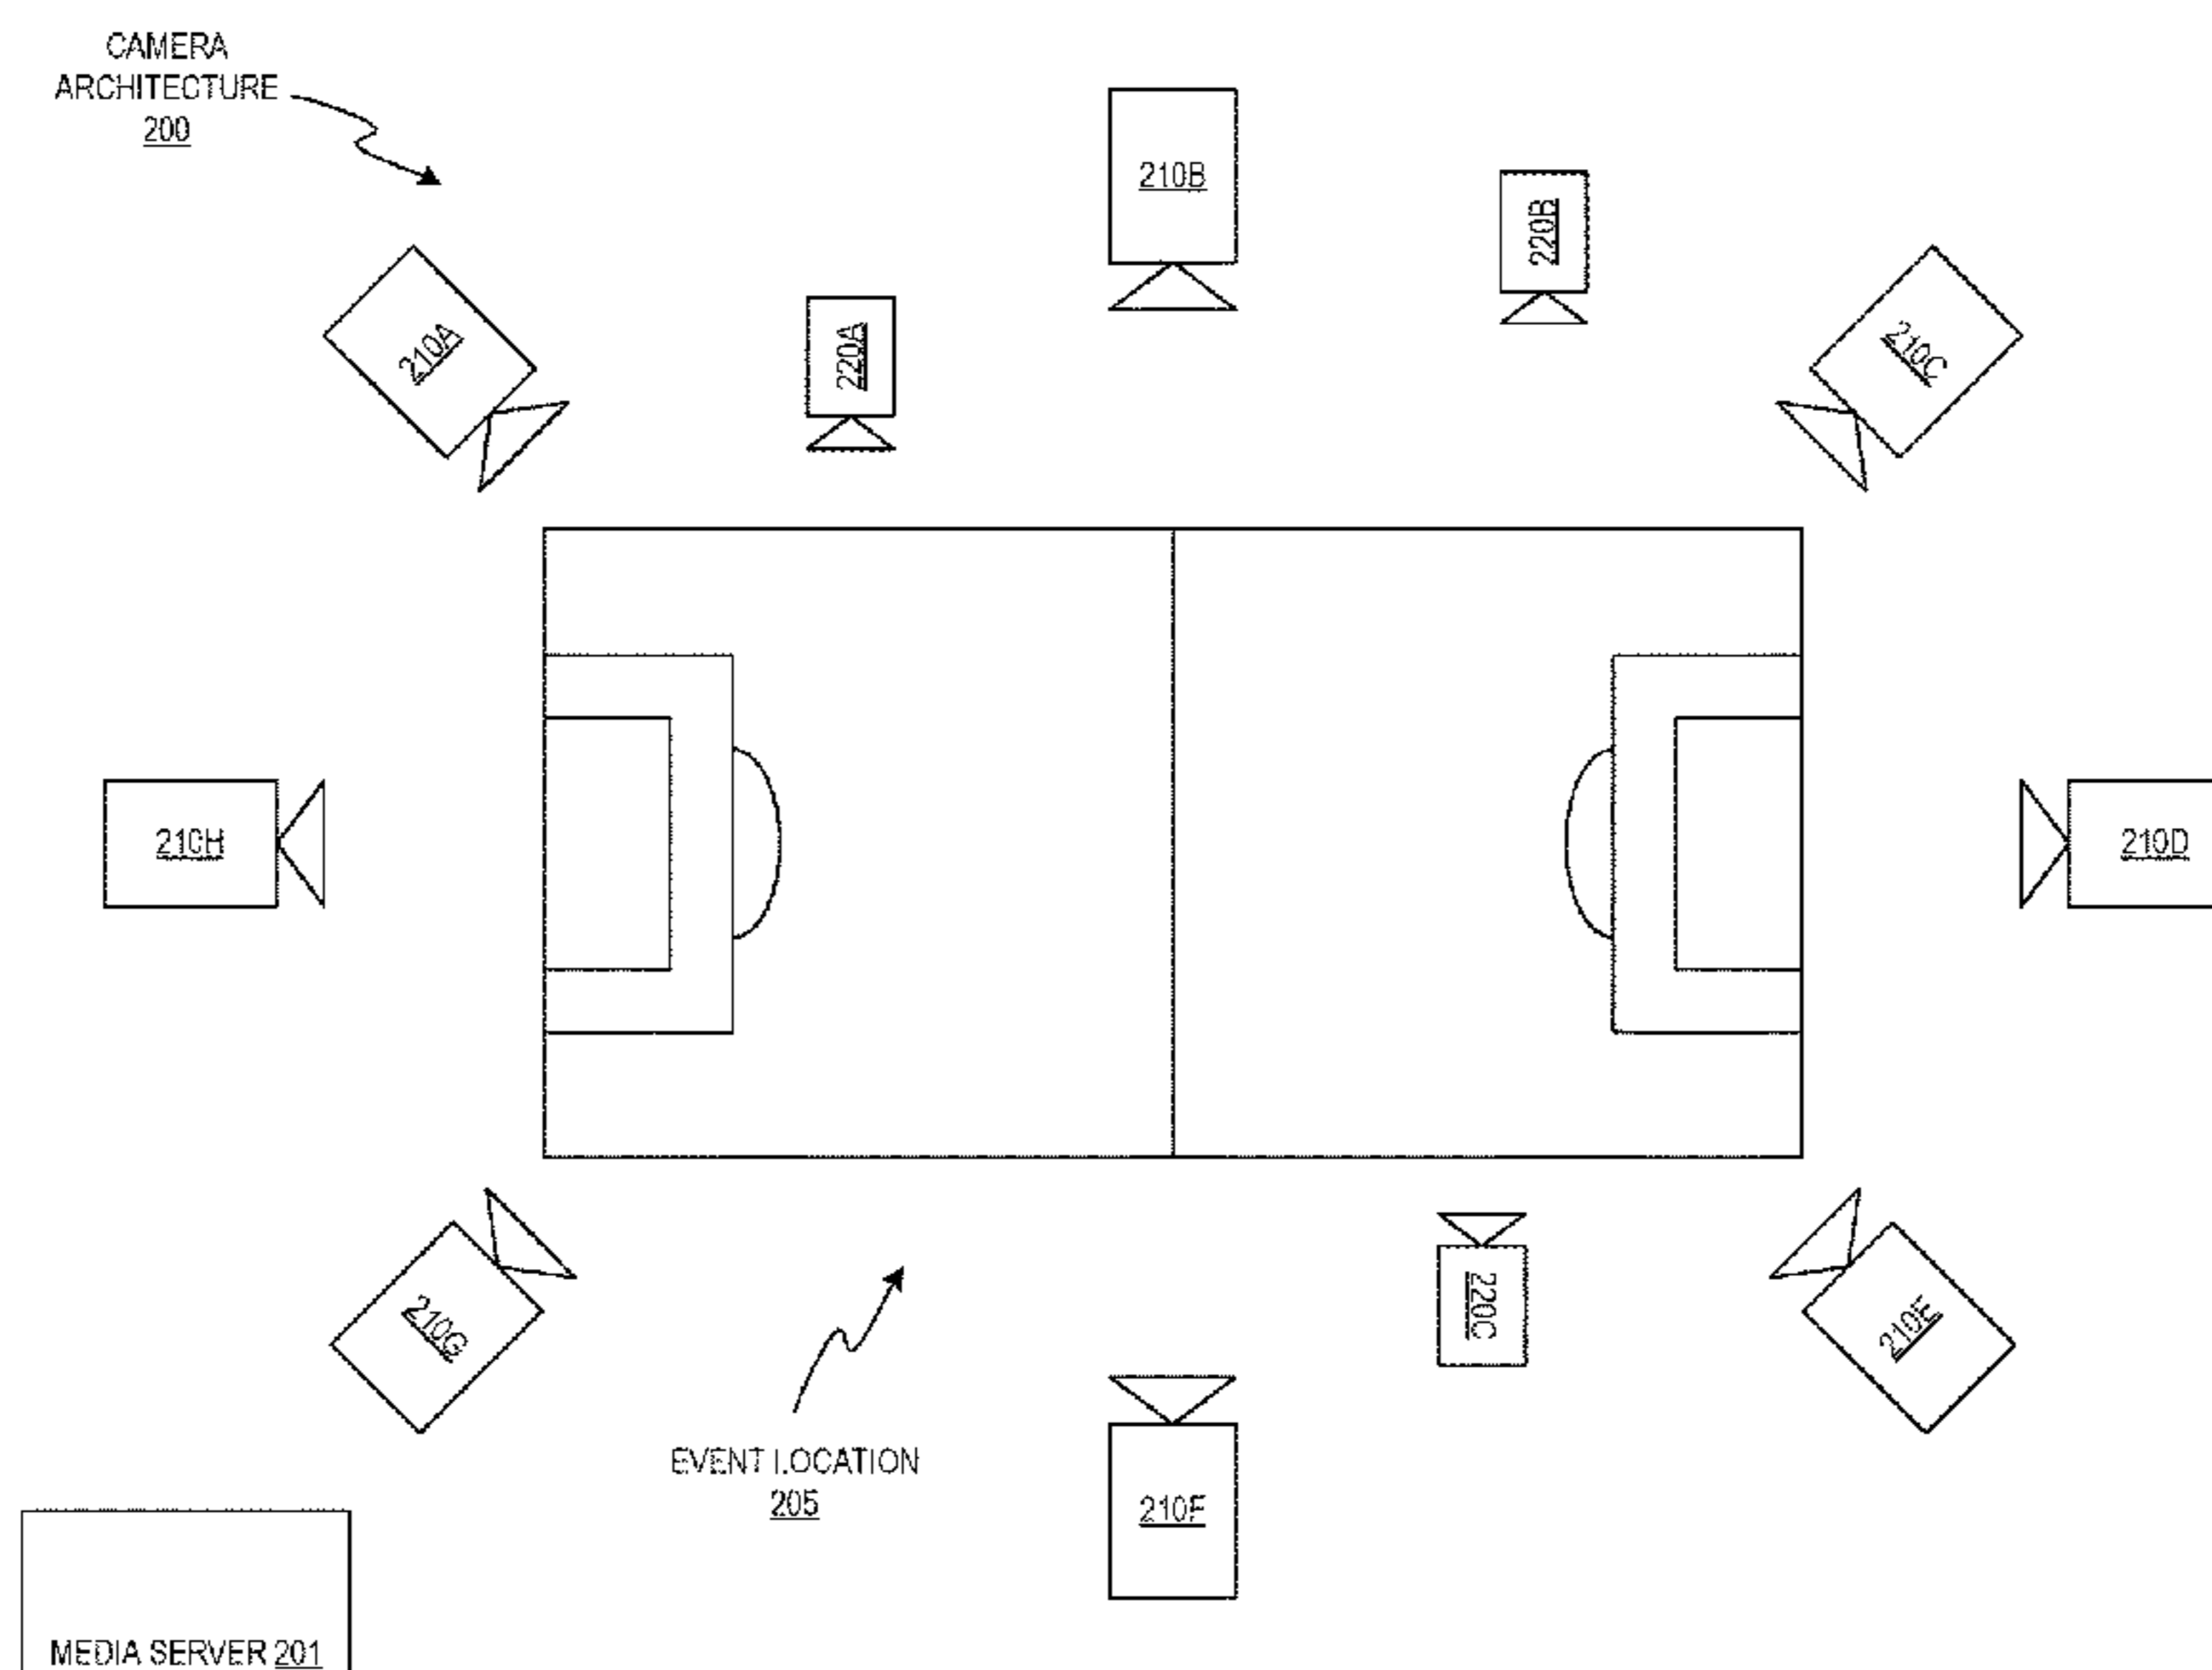 CAMERA
ARCHITECTURE
200
210B
220B
210A
220A
210C
210H
210D
210G
220C
210E
EVENT LOCATION
205
210F
MEDIA SERVER 201